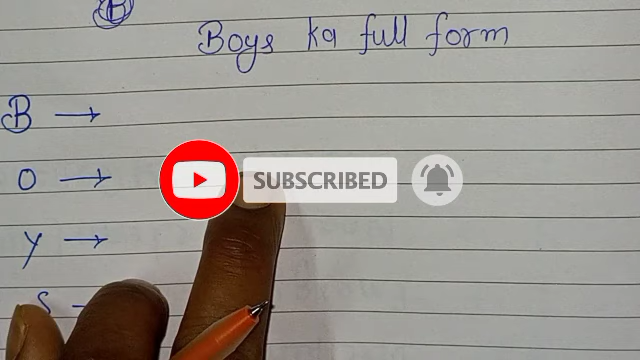 B
Boys ka full form
B →
O →
SUBSCRIBED
Y →
S -